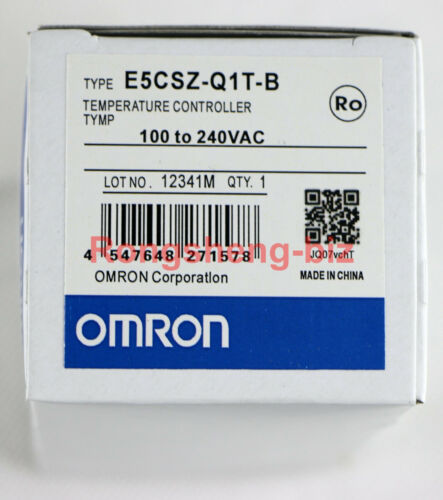 TYPE E5CSZ-Q1T-B
TEMPERATURE CONTROLLER
TYMP
Ro
100 to 240VAC
LOT NO. 12341M QTY. 1
Rongsheng-biz
4 547648 271578
JQ07vchT
OMRON Corporation
MADE IN CHINA
OMRON